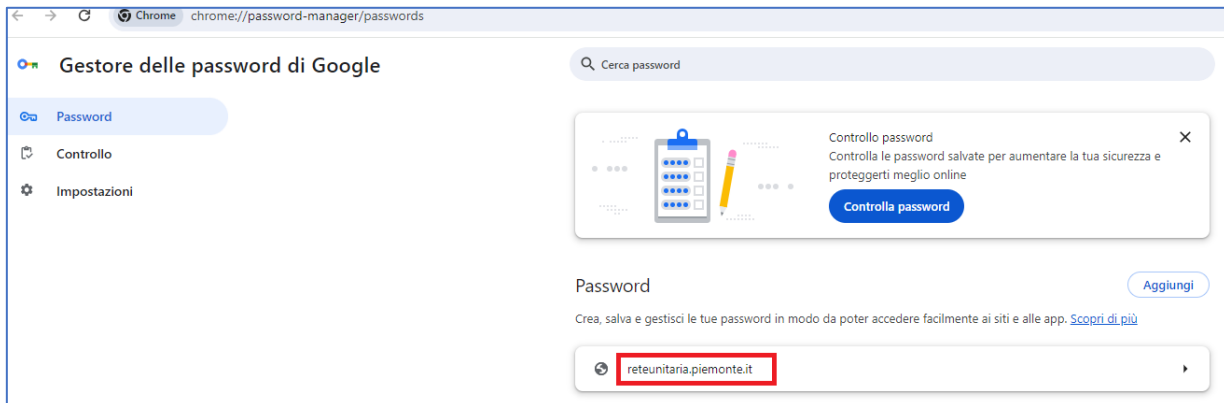 Chrome chrome://password-manager/passwords
Gestore delle password di Google
Cerca password
Password
Controllo
Impostazioni
Controllo password
Controlla le password salvate per aumentare la tua sicurezza e
proteggerti meglio online
Controlla password
Password
Aggiungi
Crea, salva e gestisci le tue password in modo da poter accedere facilmente ai siti e alle app. Scopri di più
reteunitaria.piemonte.it